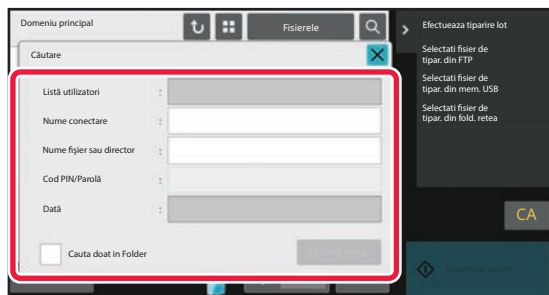 Domeniu principal
Fisierele
Căutare
Listă utilizatori :
Nume conectare :
Nume fişier sau director :
Cod PIN/Parolă :
Dată :
Cauta doat in Folder
Efectueaza tiparire lot
Selectati fisier de
tipar. din FTP
Selectati fisier de
tipar. din mem. USB
Selectati fisier de
tipar. din fold. retea
CA